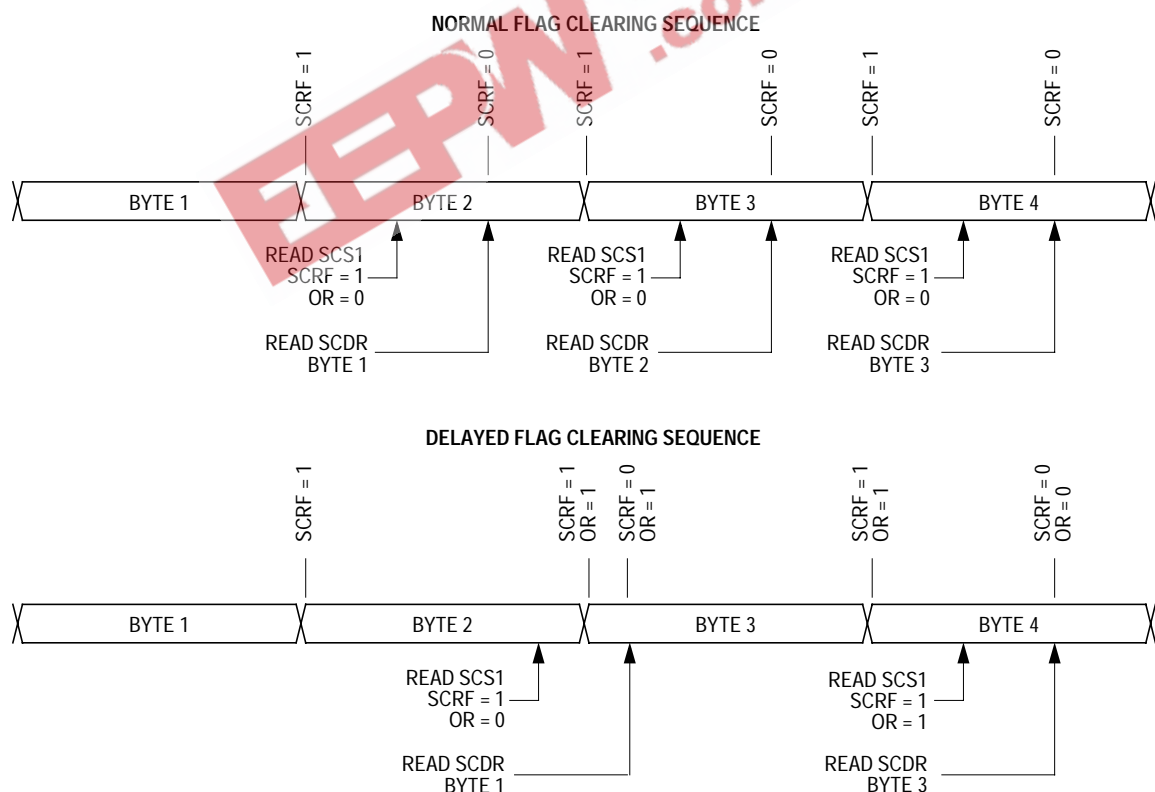 NORMAL FLAG CLEARING SEQUENCE
SCRF = 1
SCRF = 0
SCRF = 1
SCRF = 0
SCRF = 1
SCRF = 0
BYTE 1
BYTE 2
BYTE 3
BYTE 4
READ SCS1
SCRF = 1
OR = 0
READ SCS1
SCRF = 1
OR = 0
READ SCS1
SCRF = 1
OR = 0
READ SCDR
BYTE 1
READ SCDR
BYTE 2
READ SCDR
BYTE 3
EEPW
.co
DELAYED FLAG CLEARING SEQUENCE
SCRF = 1
SCRF = 1
OR = 1
SCRF = 0
OR = 1
SCRF = 1
OR = 1
SCRF = 0
OR = 0
BYTE 1
BYTE 2
BYTE 3
BYTE 4
READ SCS1
SCRF = 1
OR = 0
READ SCS1
SCRF = 1
OR = 1
READ SCDR
BYTE 1
READ SCDR
BYTE 3